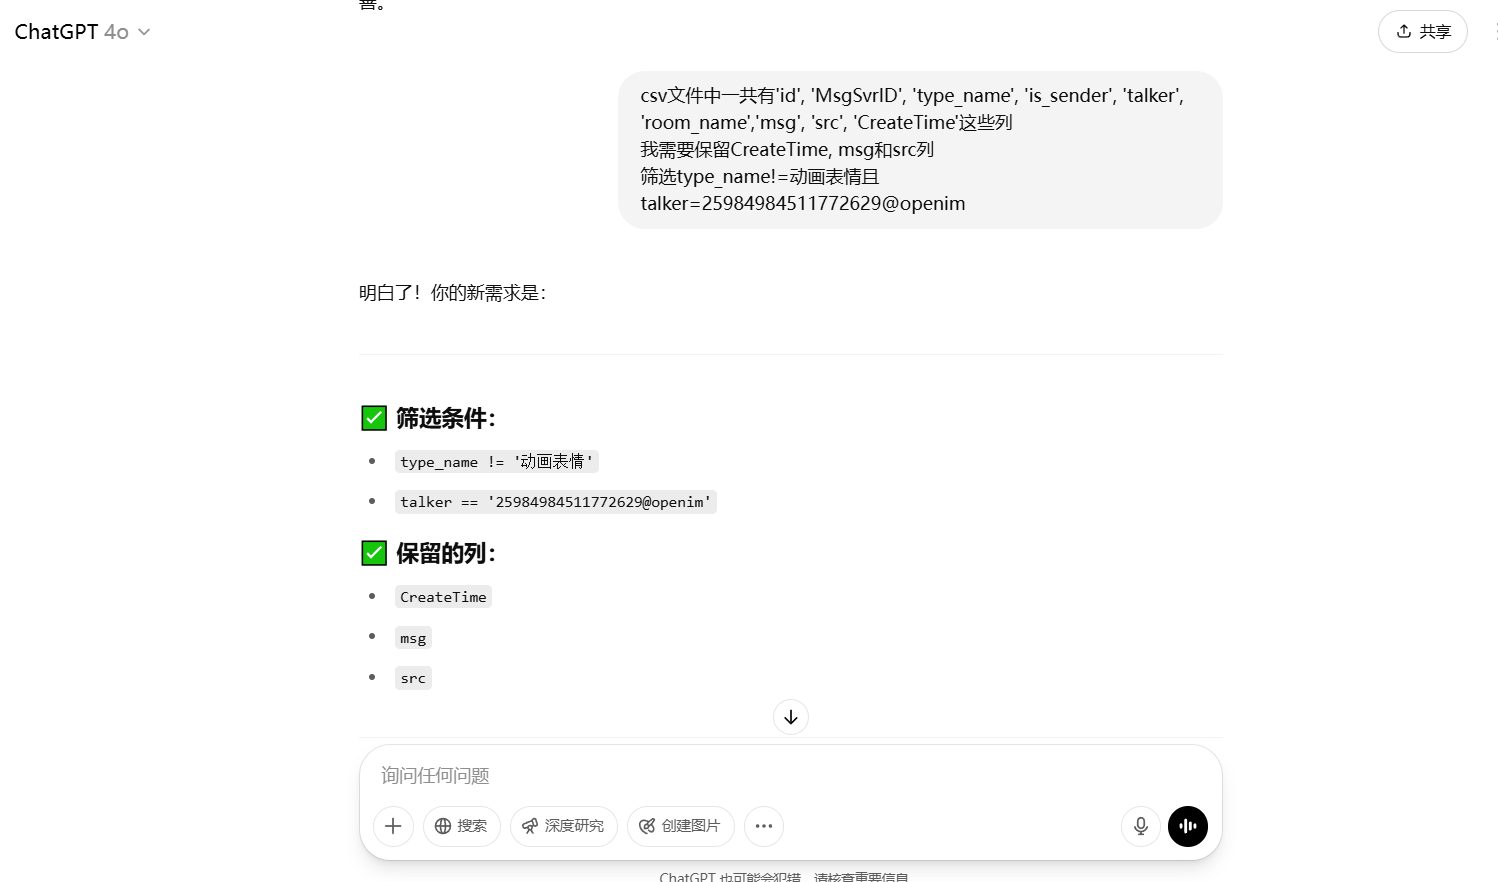 善。
ChatGPT 4o
共享
csv文件中一共有'id', 'MsgSvrID', 'type_name', 'is_sender', 'talker',
'room_name','msg', 'src', 'CreateTime'这些列
我需要保留CreateTime, msg和src列
筛选type_name!=动画表情且
talker=25984984511772629@openim
明白了！你的新需求是：
✅ 筛选条件：
• type_name != '动画表情'
• talker == '25984984511772629@openim'
✅ 保留的列：
• CreateTime
• msg
• src
询问任何问题
搜索 深度研究 创建图片
ChatGPT 也可能会犯错。请核查重要信息